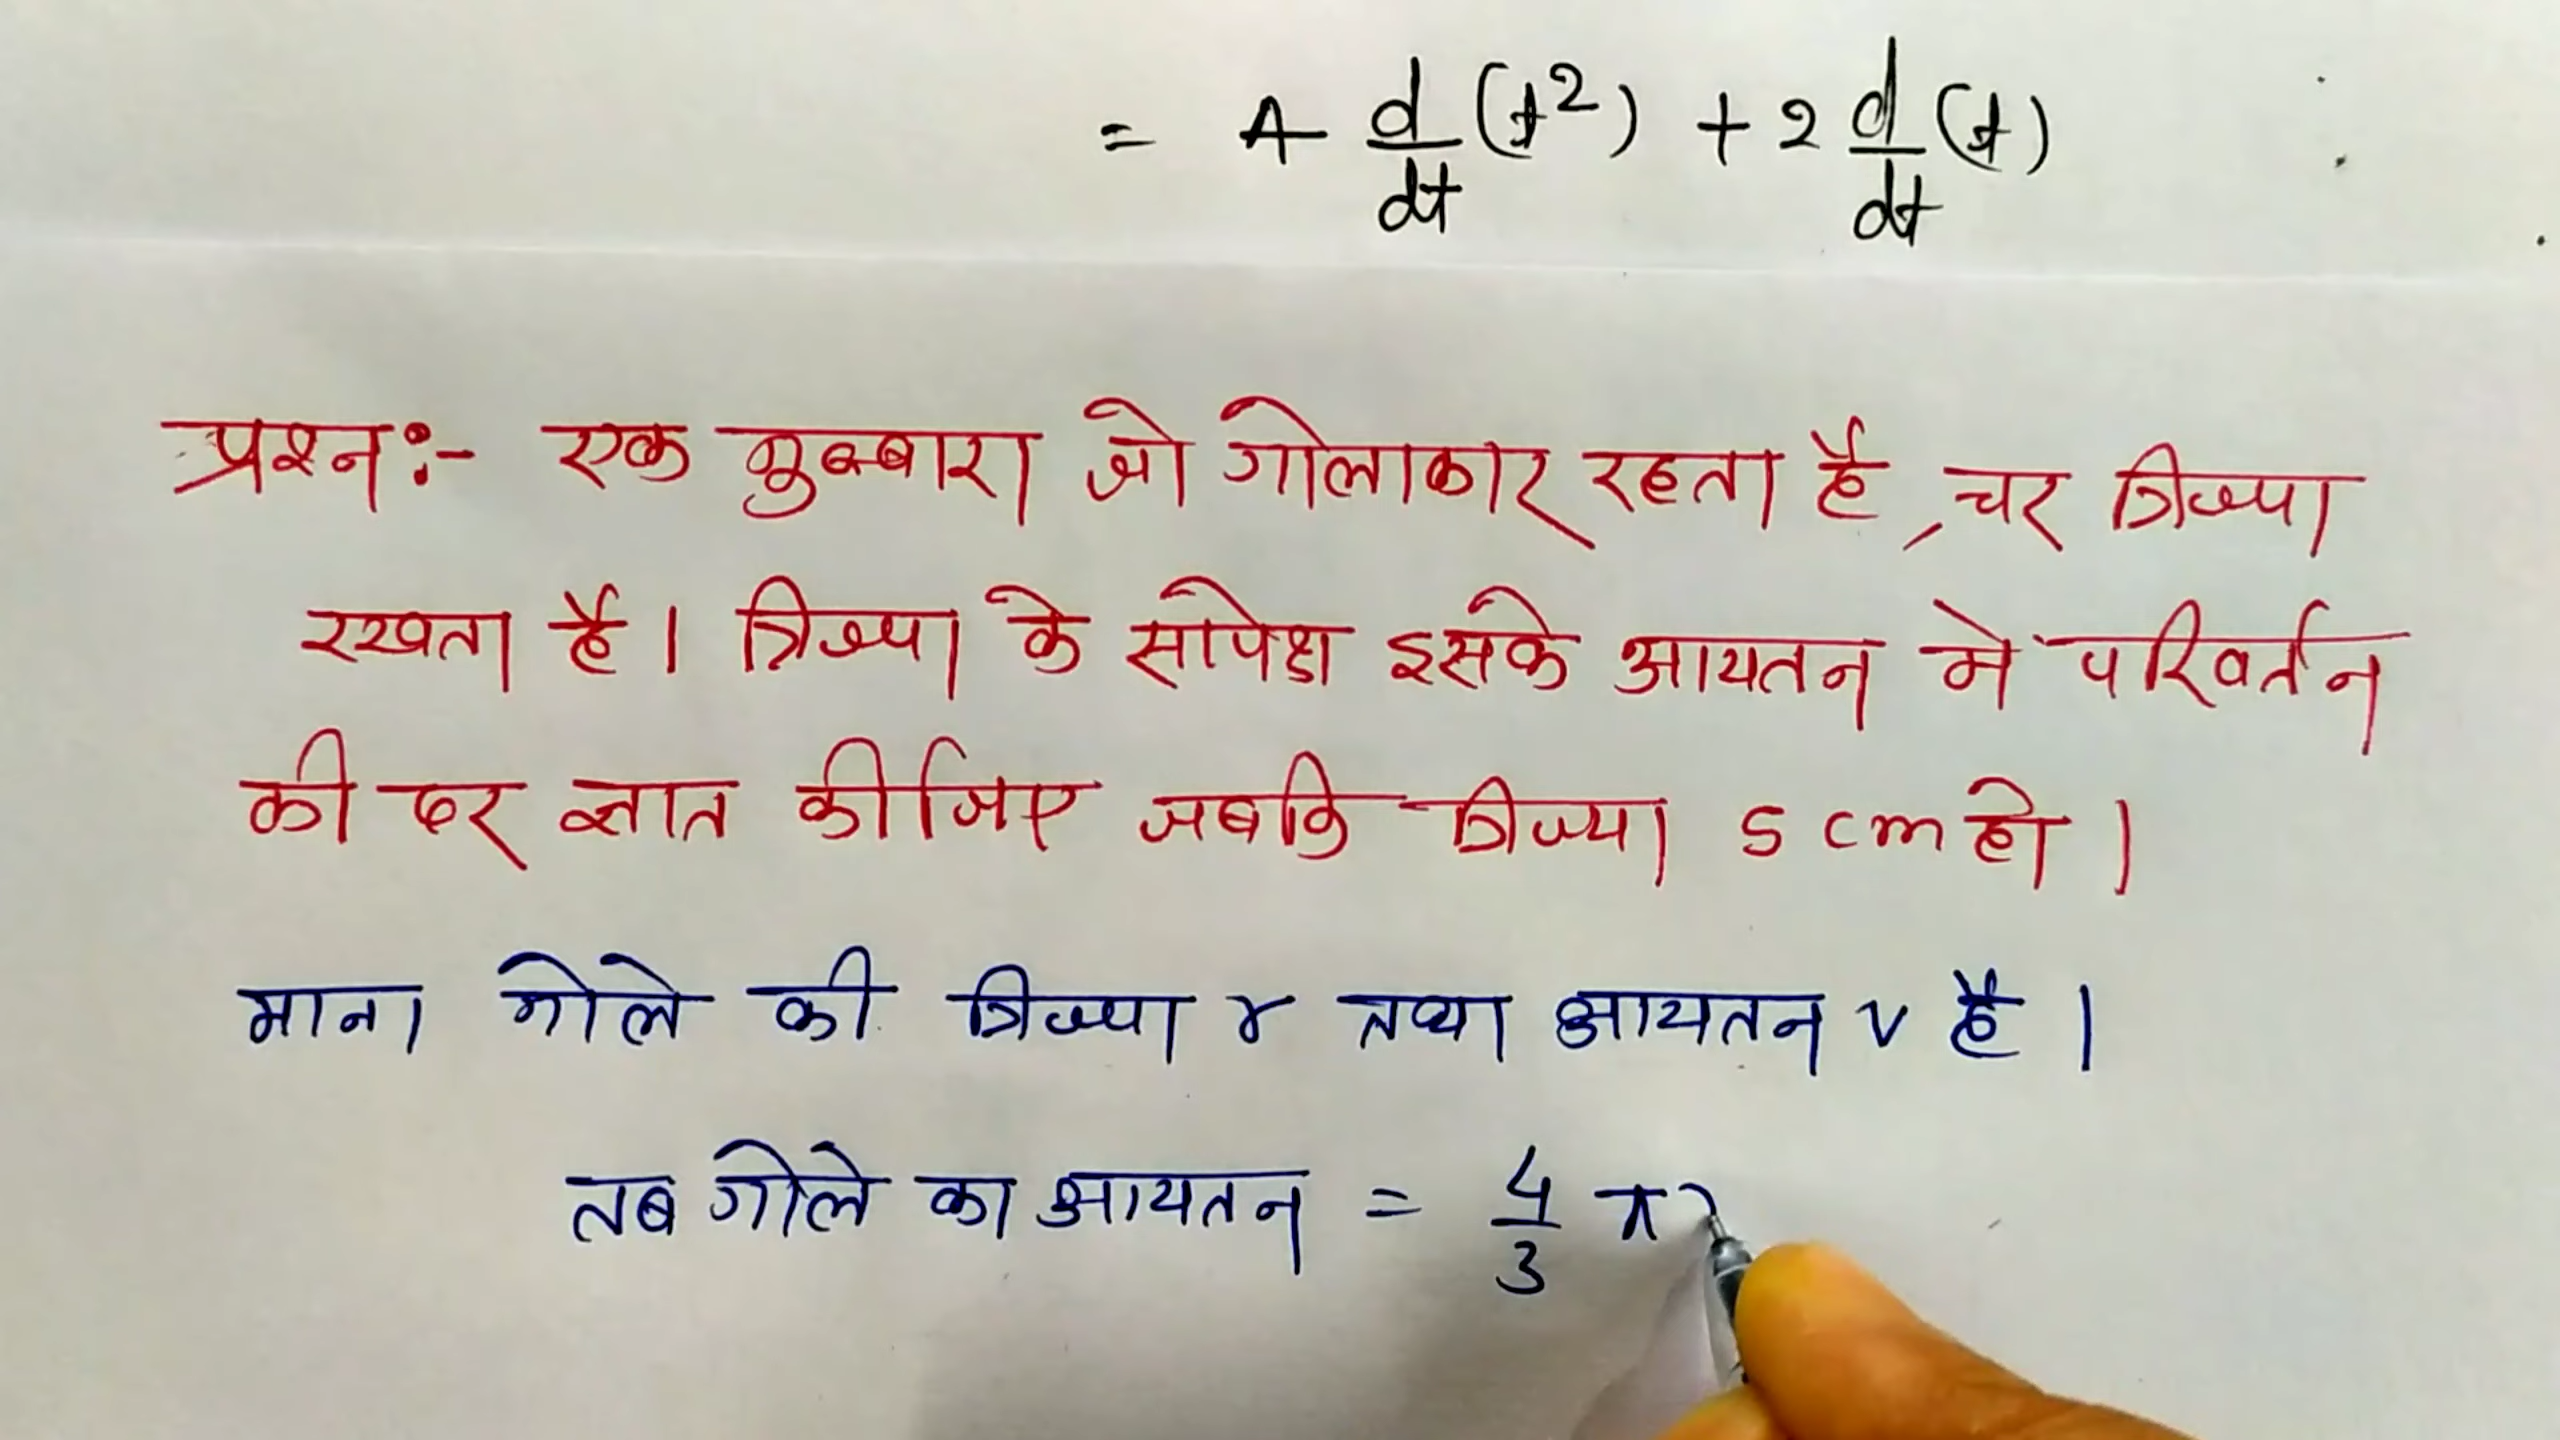 = 4 d/dt (t²) + 2 d/dt (t)
प्रश्न:- एक गुब्बारा जो गोलाकार रहता है, चर त्रिज्या
रखता है। त्रिज्या के सापेक्ष इसके आयतन में परिवर्तन
की दर ज्ञात कीजिए जबकि त्रिज्या 5 cm हो।
माना गोले की त्रिज्या r तथा आयतन v है।
तब गोले का आयतन = 4/3 π